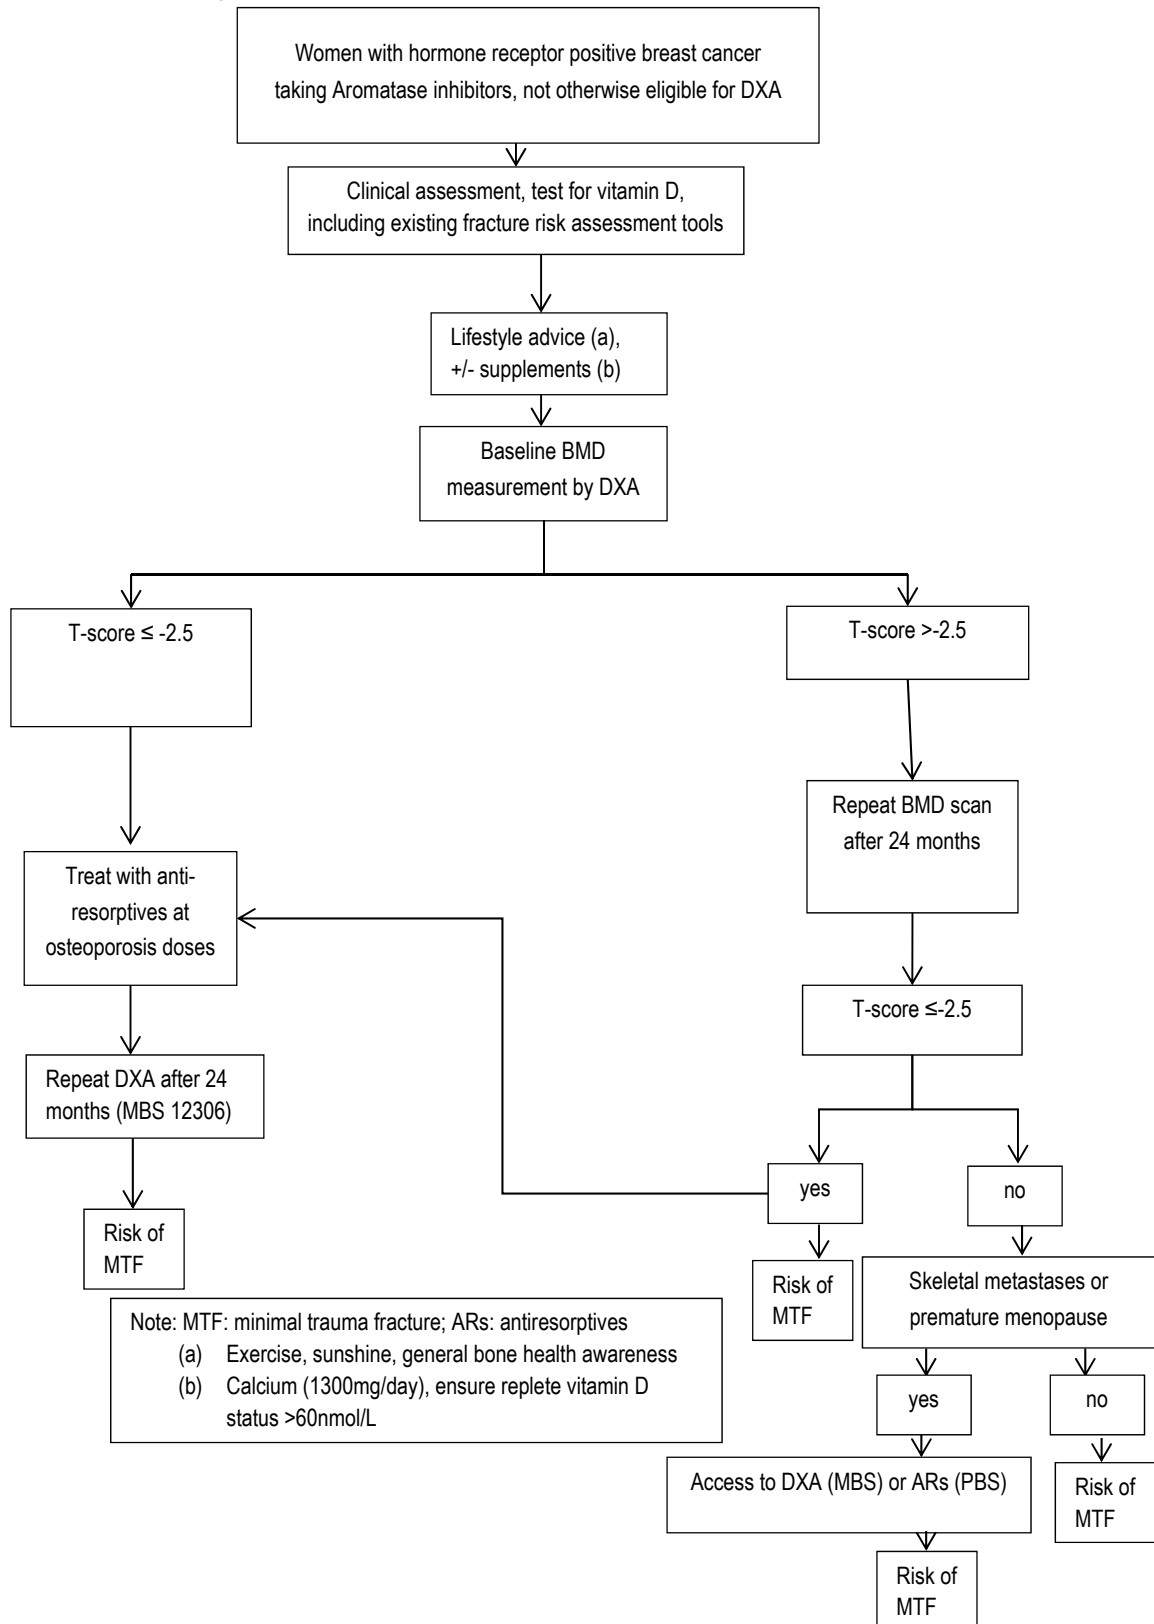 Women with hormone receptor positive breast cancer
taking Aromatase inhibitors, not otherwise eligible for DXA
Clinical assessment, test for vitamin D,
including existing fracture risk assessment tools
Lifestyle advice (a),
+/- supplements (b)
Baseline BMD
measurement by DXA
T-score ≤ -2.5
T-score >-2.5
Repeat BMD scan
after 24 months
Treat with anti-
resorptives at
osteoporosis doses
T-score ≤-2.5
Repeat DXA after 24
months (MBS 12306)
yes
no
Risk of
MTF
Risk of
MTF
Skeletal metastases or
premature menopause
Note: MTF: minimal trauma fracture; ARs: antiresorptives
(a) Exercise, sunshine, general bone health awareness
(b) Calcium (1300mg/day), ensure replete vitamin D
status >60nmol/L
yes
no
Access to DXA (MBS) or ARs (PBS)
Risk of
MTF
Risk of
MTF